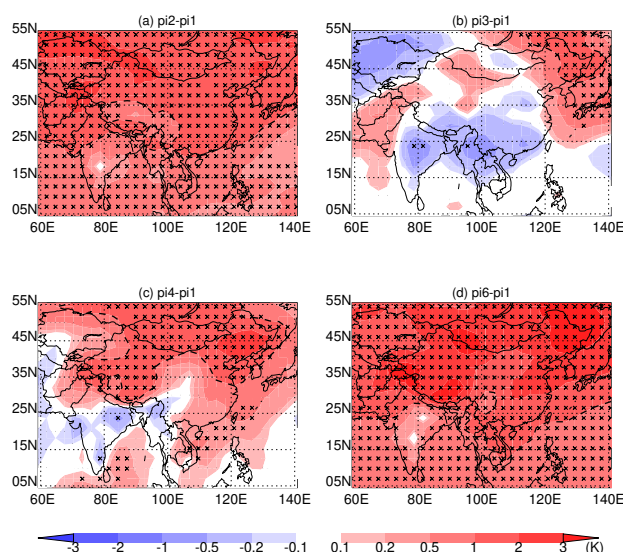 (a) pi2-pi1
(b) pi3-pi1
55N
55N
45N
45N
35N
35N
25N
25N
15N
15N
05N
05N
60E 80E 100E 120E 140E
60E 80E 100E 120E 140E
(c) pi4-pi1
(d) pi6-pi1
55N
55N
45N
45N
35N
35N
25N
25N
15N
15N
05N
05N
60E 80E 100E 120E 140E
60E 80E 100E 120E 140E
-3 -2 -1 -0.5 -0.2 -0.1
0.1 0.2 0.5 1 2 3 (K)